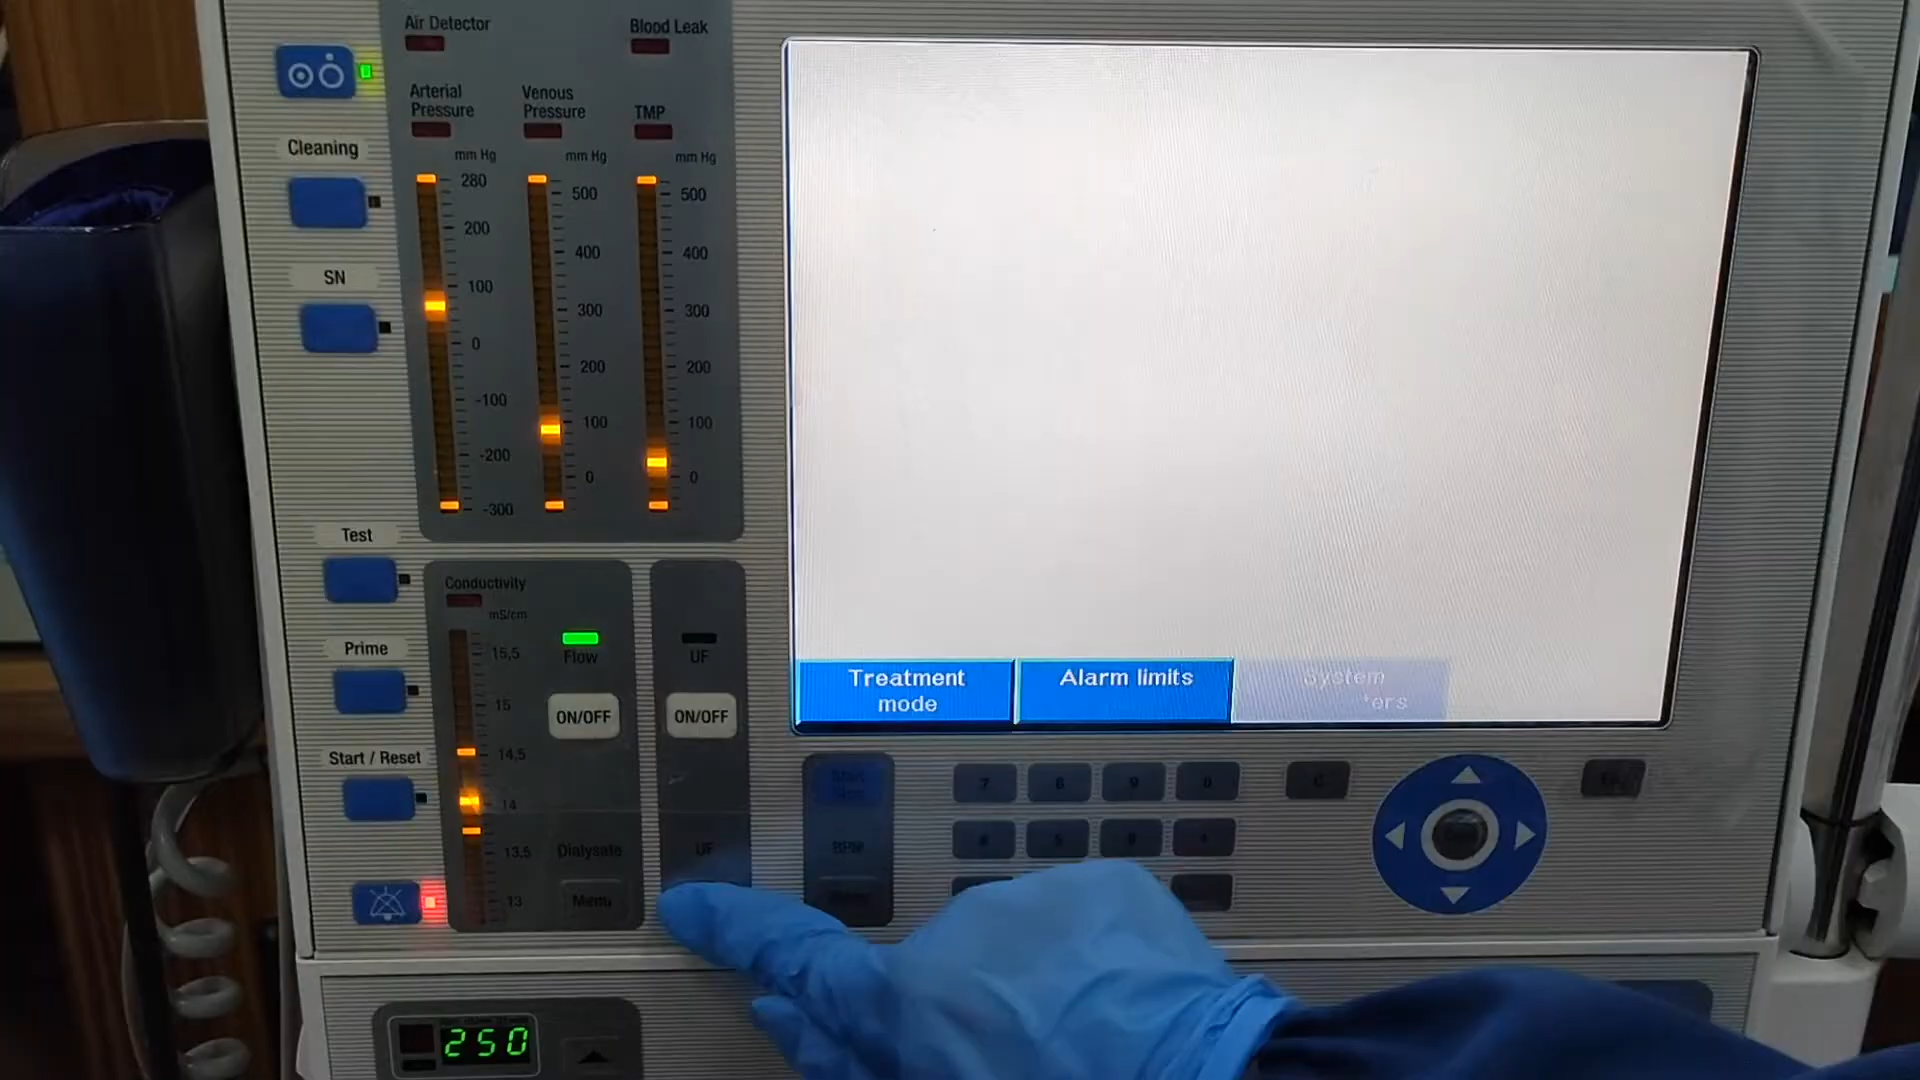 Air Detector
Blood Leak
Arterial
Pressure
Venous
Pressure
TMP
mm Hg
mm Hg
mm Hg
280
200
100
0
-100
-200
-300
500
400
300
200
100
0
500
400
300
200
100
0
Cleaning
SN
Test
Prime
Start / Reset
Conductivity
mS/cm
15,5
15
14,5
14
13,5
13
Flow
ON/OFF
Dialysate
Menu
UF
ON/OFF
UF
Treatment
mode
Alarm limits
System
250